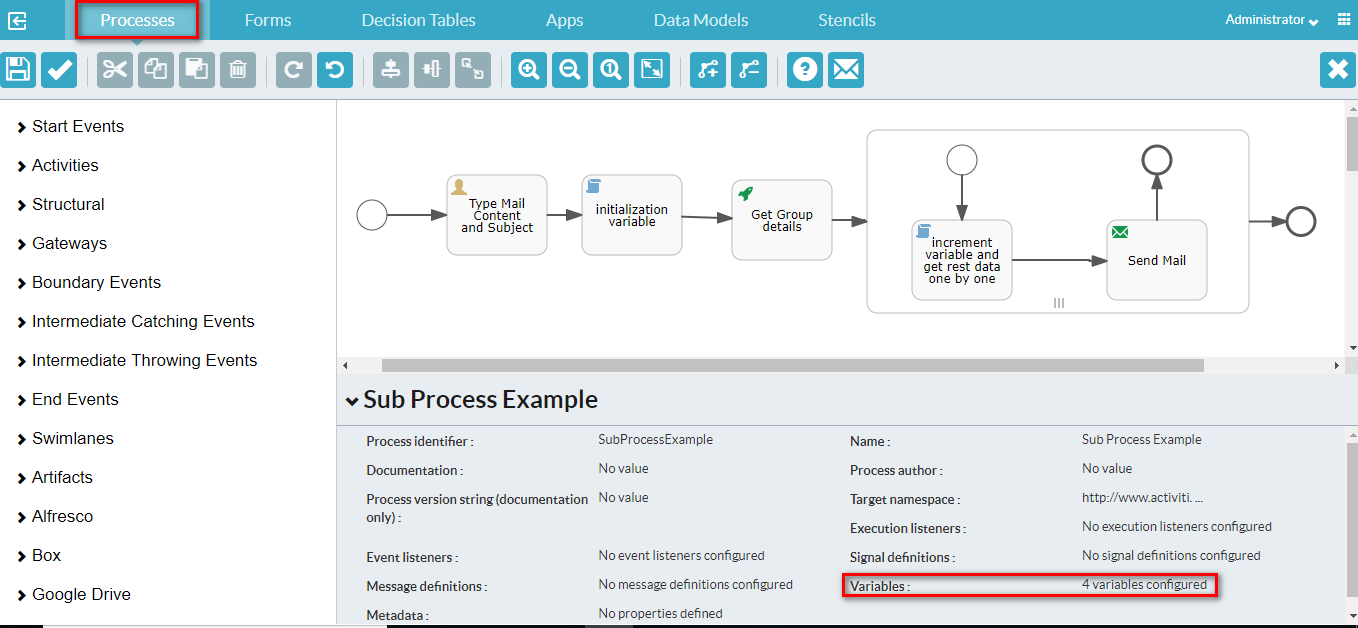 Processes Forms Decision Tables Apps Data Models Stencils Administrator
1 ?
Start Events
Activities
Structural
Gateways
Boundary Events
Intermediate Catching Events
Intermediate Throwing Events
End Events
Swimlanes
Artifacts
Alfresco
Box
Google Drive
Type Mail
Content
and Subject
initialization
variable
Get Group
details
increment
variable and
get rest data
one by one
Send Mail
Sub Process Example
Process identifier : SubProcessExample
Name : Sub Process Example
Documentation : No value
Process author : No value
Process version string (documentation
only) : No value
Target namespace : http://www.activiti. ...
Execution listeners : No execution listeners configured
Event listeners : No event listeners configured
Signal definitions : No signal definitions configured
Message definitions : No message definitions configured
Variables : 4 variables configured
Metadata : No properties defined